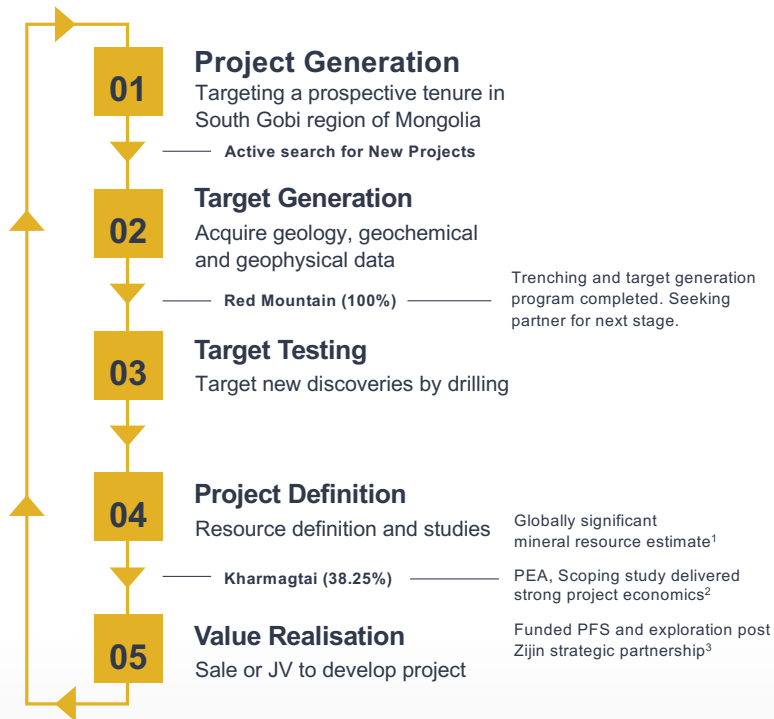 01
Project Generation
Targeting a prospective tenure in
South Gobi region of Mongolia
Active search for New Projects
02
Target Generation
Acquire geology, geochemical
and geophysical data
Red Mountain (100%)
Trenching and target generation
program completed. Seeking
partner for next stage.
03
Target Testing
Target new discoveries by drilling
04
Project Definition
Resource definition and studies
Globally significant
mineral resource estimate¹
Kharmagtai (38.25%)
PEA, Scoping study delivered
strong project economics²
05
Value Realisation
Sale or JV to develop project
Funded PFS and exploration post
Zijin strategic partnership³